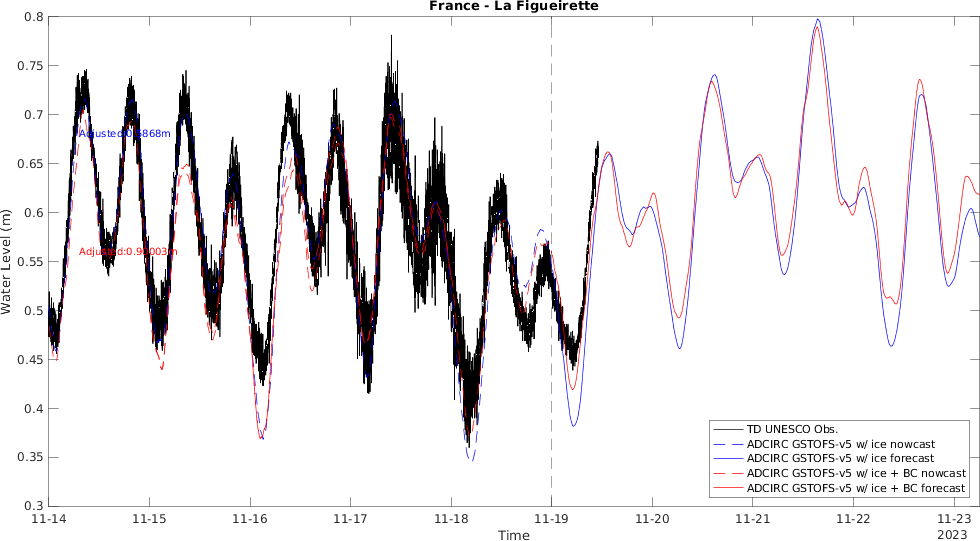 France - La Figueirette
0.8
0.75
0.7
0.65
0.6
0.55
0.5
0.45
0.4
0.35
0.3
Water Level (m)
TD UNESCO Obs.
ADCIRC GSTOFS-v5 w/ ice nowcast
ADCIRC GSTOFS-v5 w/ ice forecast
ADCIRC GSTOFS-v5 w/ ice + BC nowcast
ADCIRC GSTOFS-v5 w/ ice + BC forecast
11-14 11-15 11-16 11-17 11-18 11-19 11-20 11-21 11-22 11-23
Time 2023